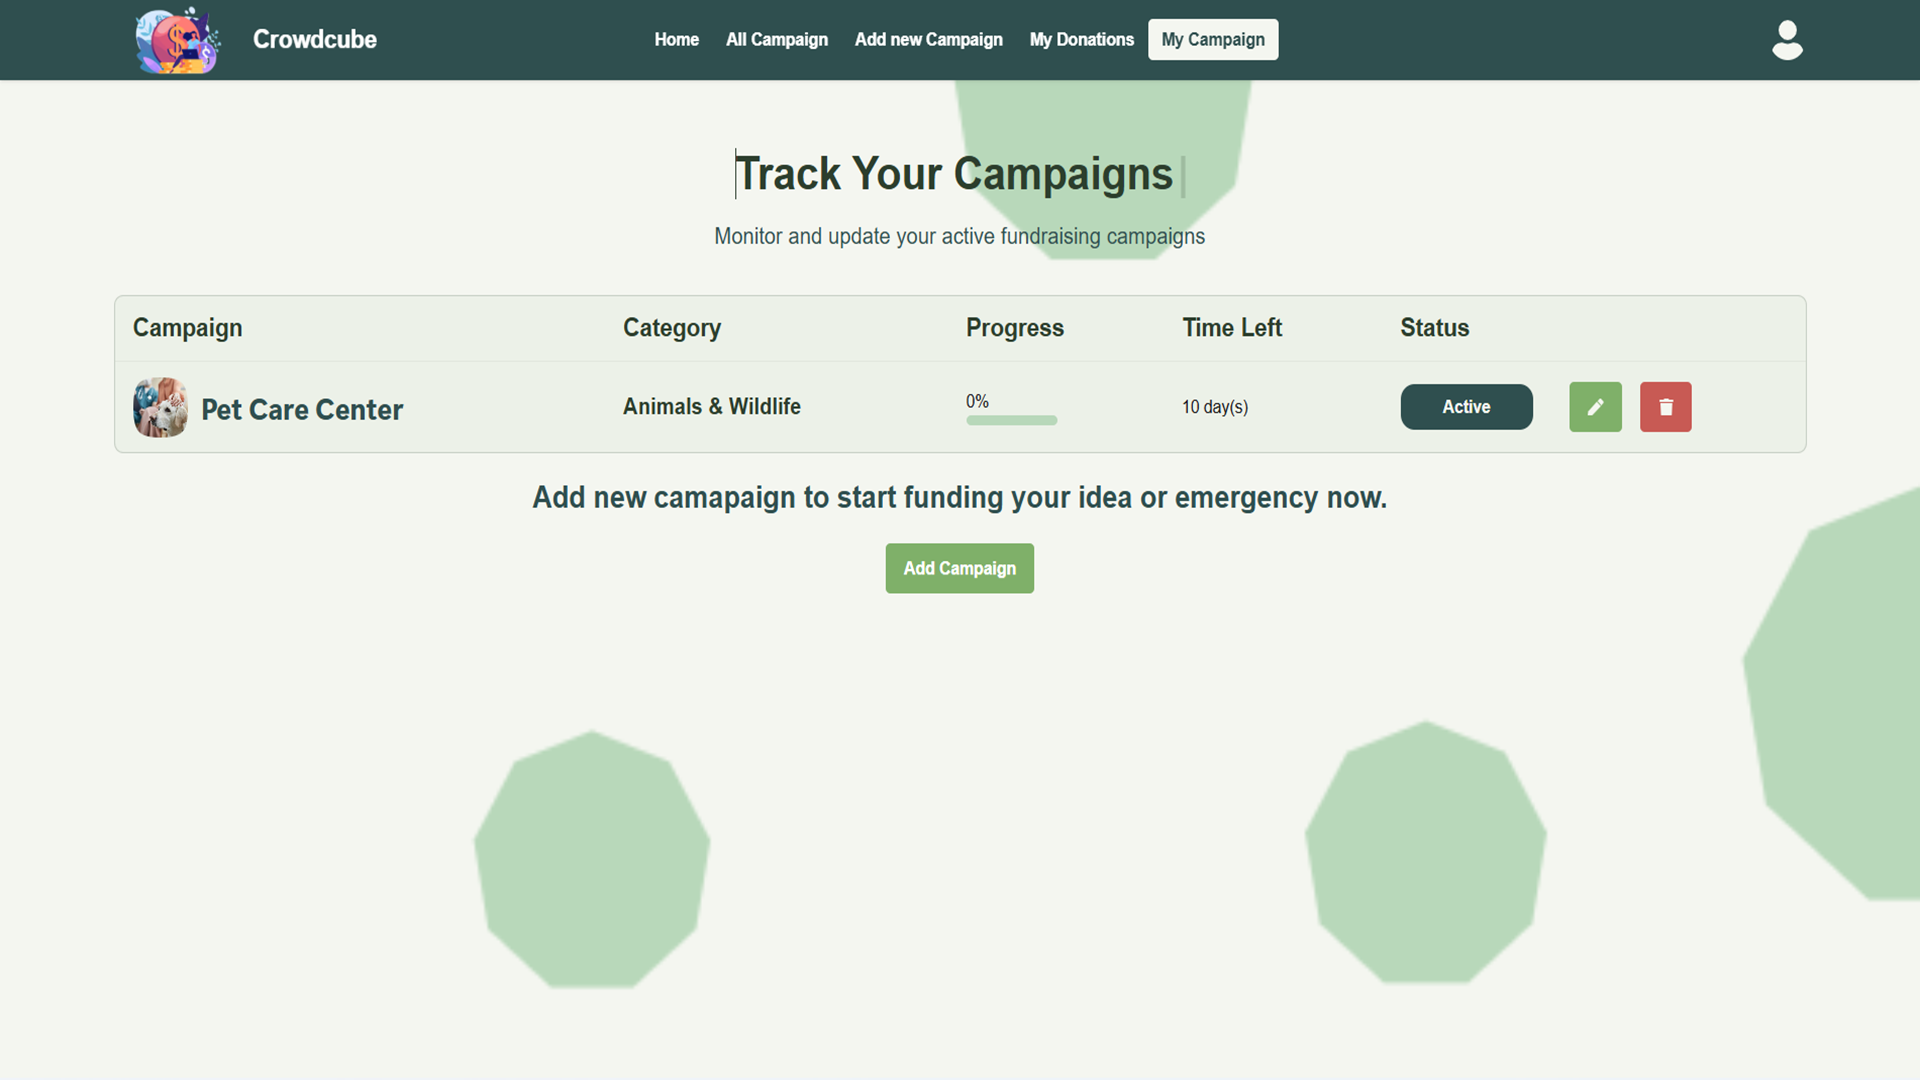 Crowdcube
Home All Campaign Add new Campaign My Donations My Campaign
Track Your Campaigns
Monitor and update your active fundraising campaigns
Campaign Category Progress Time Left Status
Pet Care Center Animals & Wildlife 0% 10 day(s) Active
Add new camapaign to start funding your idea or emergency now.
Add Campaign